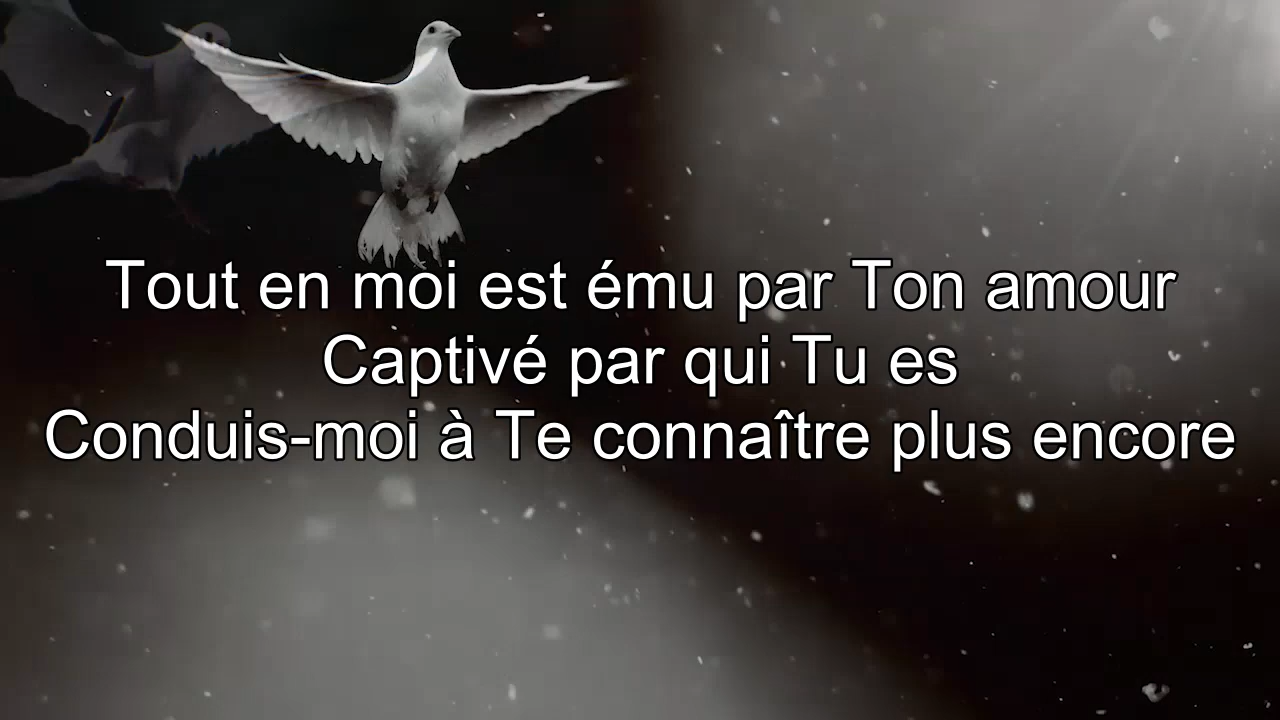 Tout en moi est ému par Ton amour
Captivé par qui Tu es
Conduis-moi à Te connaître plus encore